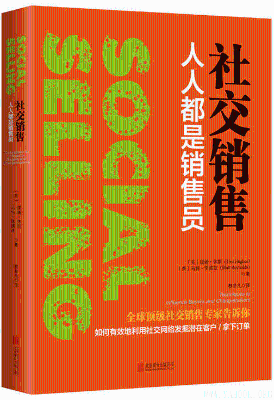 社交销售
人人都是销售员
SOCIAL
SELLING
全球顶级社交销售专家告诉你
如何有效地利用社交网络发掘潜在客户/拿下订单
SOCIAL
SELLING
社交销售
人人都是销售员